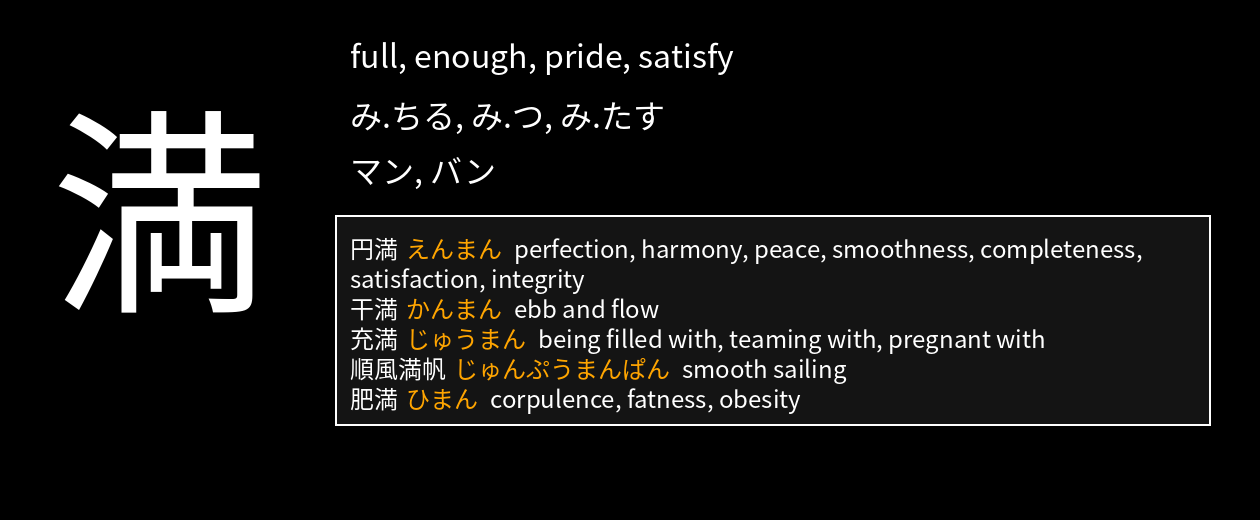 満
full, enough, pride, satisfy
み.ちる, み.つ, み.たす
マン, バン
円満 えんまん perfection, harmony, peace, smoothness, completeness,
satisfaction, integrity
干満 かんまん ebb and flow
充満 じゅうまん being filled with, teaming with, pregnant with
順風満帆 じゅんぷうまんぱん smooth sailing
肥満 ひまん corpulence, fatness, obesity